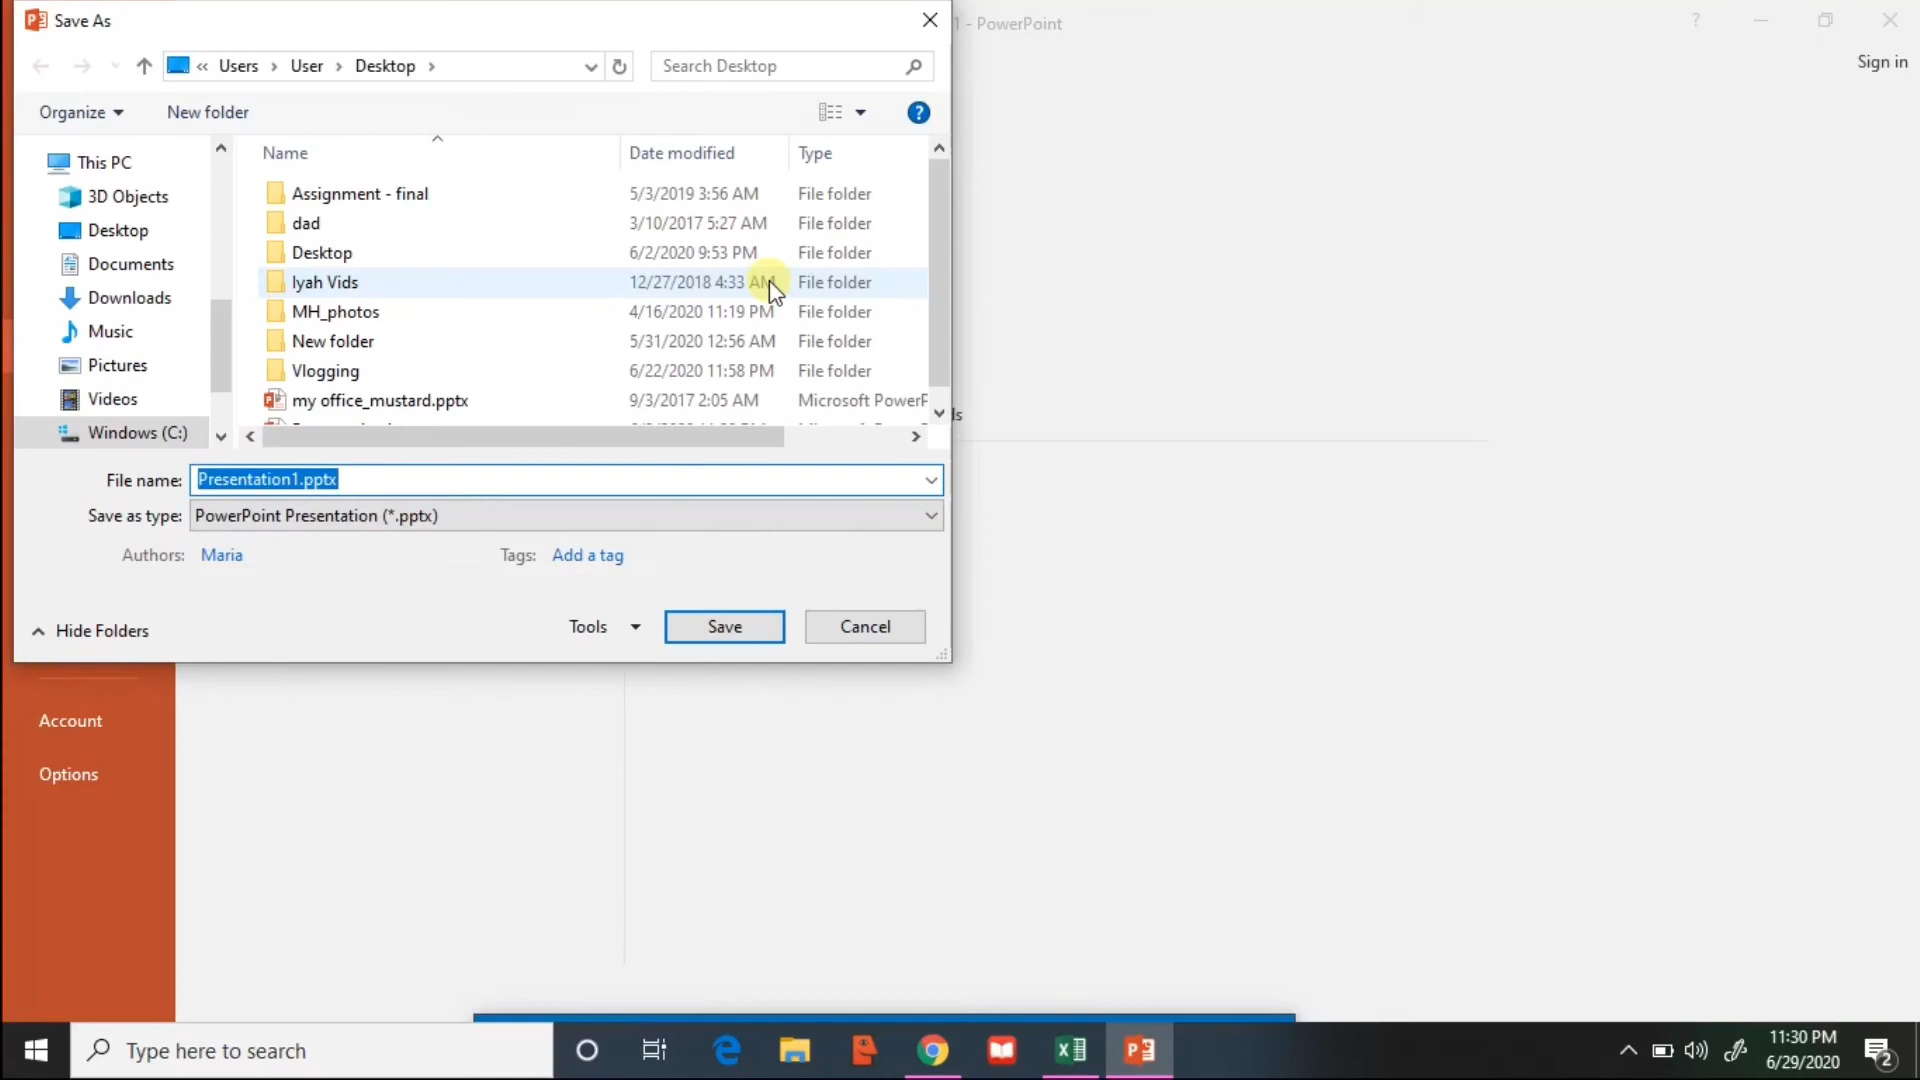 Save As
1 - PowerPoint
Sign in
« Users › User › Desktop ›
Search Desktop
Organize
New folder
Name Date modified Type
This PC
3D Objects
Desktop
Documents
Downloads
Music
Pictures
Videos
Windows (C:)
Assignment - final 5/3/2019 3:56 AM File folder
dad 3/10/2017 5:27 AM File folder
Desktop 6/2/2020 9:53 PM File folder
Iyah Vids 12/27/2018 4:33 AM File folder
MH_photos 4/16/2020 11:19 PM File folder
New folder 5/31/2020 12:56 AM File folder
Vlogging 6/22/2020 11:58 PM File folder
my office_mustard.pptx 9/3/2017 2:05 AM Microsoft PowerP
ls
File name: Presentation1.pptx
Save as type: PowerPoint Presentation (*.pptx)
Authors: Maria Tags: Add a tag
Hide Folders
Tools
Save
Cancel
Account
Options
Type here to search
11:30 PM
6/29/2020
2